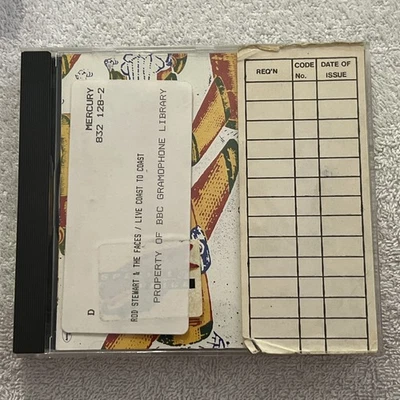 MERCURY
832 128-2
ROD STEWART & THE FACES / LIVE COAST TO COAST
PROPERTY OF BBC GRAMOPHONE LIBRARY
D
REQ'N
CODE No.
DATE OF ISSUE